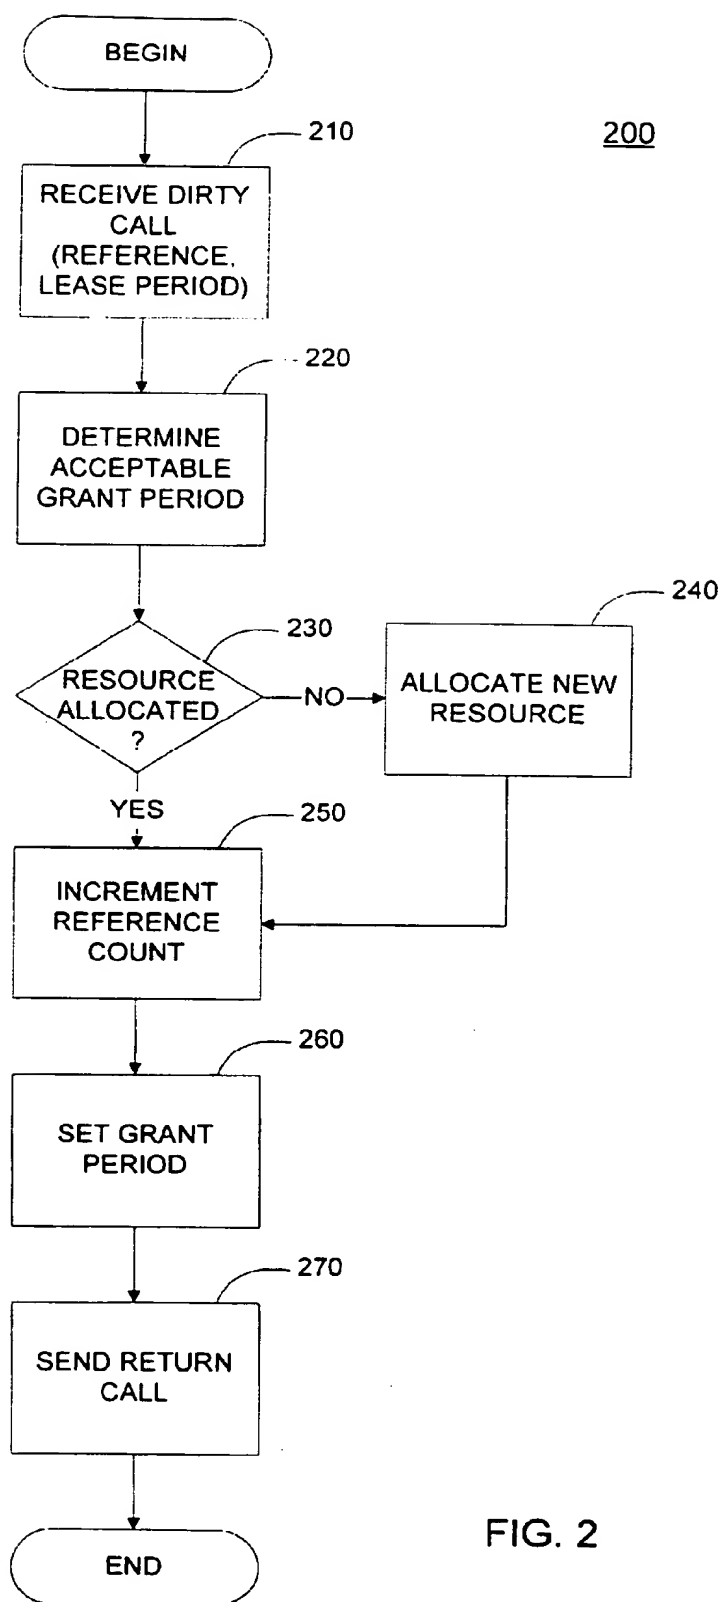 BEGIN
210
200
RECEIVE DIRTY
CALL
(REFERENCE,
LEASE PERIOD)
220
DETERMINE
ACCEPTABLE
GRANT PERIOD
230
240
RESOURCE
ALLOCATED
?
NO
ALLOCATE NEW
RESOURCE
YES
250
INCREMENT
REFERENCE
COUNT
260
SET GRANT
PERIOD
270
SEND RETURN
CALL
END
FIG. 2